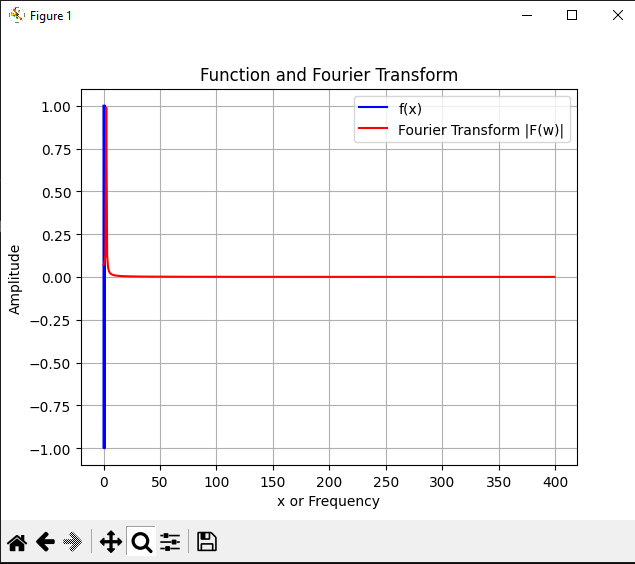 Figure 1
Function and Fourier Transform
f(x)
Fourier Transform |F(w)|
1.00
0.75
0.50
0.25
0.00
−0.25
−0.50
−0.75
−1.00
Amplitude
0 50 100 150 200 250 300 350 400
x or Frequency